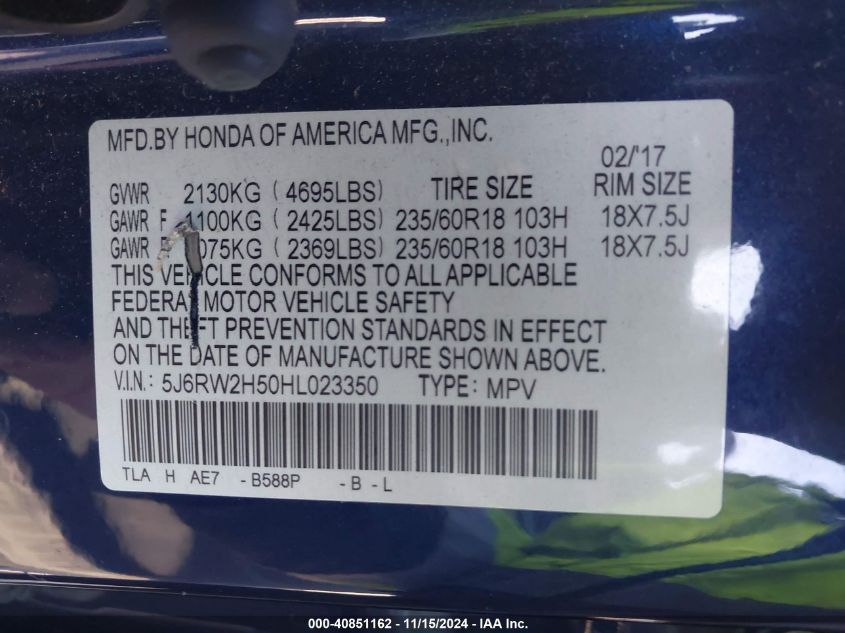 MFD.BY HONDA OF AMERICA MFG.,INC.
02/'17
GVWR 2130KG ( 4695LBS) TIRE SIZE RIM SIZE
GAWR F 1100KG ( 2425LBS) 235/60R18 103H 18X7.5J
GAWR 075KG ( 2369LBS) 235/60R18 103H 18X7.5J
THIS VEHICLE CONFORMS TO ALL APPLICABLE
FEDERAL MOTOR VEHICLE SAFETY
AND THEFT PREVENTION STANDARDS IN EFFECT
ON THE DATE OF MANUFACTURE SHOWN ABOVE.
V.I.N.: 5J6RW2H50HL023350 TYPE: MPV
TLA H AE7 -B588P -B -L
000-40851162 - 11/15/2024 - IAA Inc.